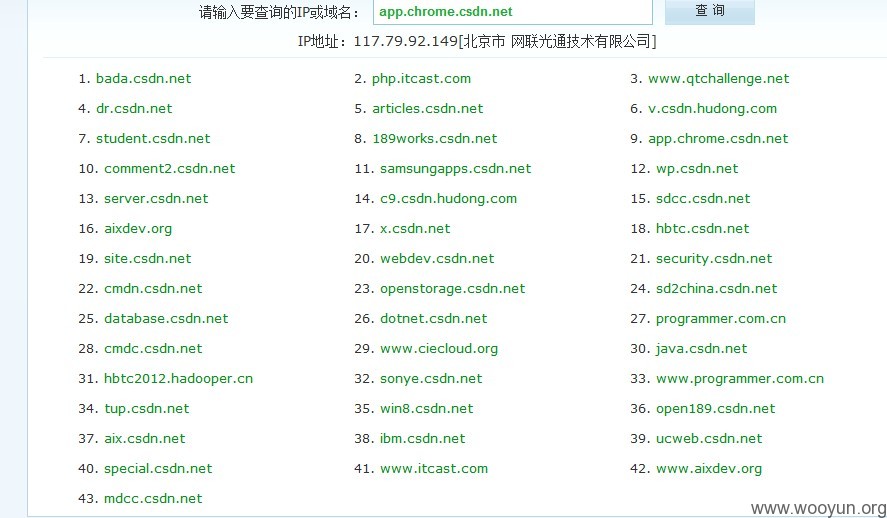 请输入要查询的IP或域名： app.chrome.csdn.net 查 询
IP地址：117.79.92.149[北京市 网联光通技术有限公司]
1. bada.csdn.net 2. php.itcast.com 3. www.qtchallenge.net
4. dr.csdn.net 5. articles.csdn.net 6. v.csdn.hudong.com
7. student.csdn.net 8. 189works.csdn.net 9. app.chrome.csdn.net
10. comment2.csdn.net 11. samsungapps.csdn.net 12. wp.csdn.net
13. server.csdn.net 14. c9.csdn.hudong.com 15. sdcc.csdn.net
16. aixdev.org 17. x.csdn.net 18. hbtc.csdn.net
19. site.csdn.net 20. webdev.csdn.net 21. security.csdn.net
22. cmdn.csdn.net 23. openstorage.csdn.net 24. sd2china.csdn.net
25. database.csdn.net 26. dotnet.csdn.net 27. programmer.com.cn
28. cmdc.csdn.net 29. www.ciecloud.org 30. java.csdn.net
31. hbtc2012.hadooper.cn 32. sonye.csdn.net 33. www.programmer.com.cn
34. tup.csdn.net 35. win8.csdn.net 36. open189.csdn.net
37. aix.csdn.net 38. ibm.csdn.net 39. ucweb.csdn.net
40. special.csdn.net 41. www.itcast.com 42. www.aixdev.org
43. mdcc.csdn.net
www.wooyun.org